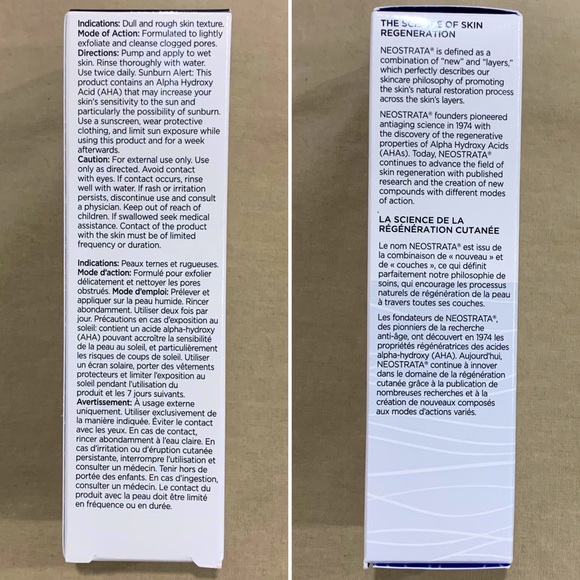 Indications: Dull and rough skin texture.
Mode of Action: Formulated to lightly
exfoliate and cleanse clogged pores.
Directions: Pump and apply to wet
skin. Rinse thoroughly with water.
Use twice daily. Sunburn Alert: This
product contains an Alpha Hydroxy
Acid (AHA) that may increase your
skin's sensitivity to the sun and
particularly the possibility of sunburn.
Use a sunscreen, wear protective
clothing, and limit sun exposure while
using this product and for a week
afterwards.
Caution: For external use only. Use
only as directed. Avoid contact
with eyes. If contact occurs, rinse
well with water. If rash or irritation
persists, discontinue use and consult
a physician. Keep out of reach of
children. If swallowed seek medical
assistance. Contact of the product
with the skin must be of limited
frequency or duration.
Indications: Peaux ternes et rugueuses.
Mode d'action: Formulé pour exfolier
délicatement et nettoyer les pores
obstrués. Mode d'emploi: Prélever et
appliquer sur la peau humide. Rincer
abondamment. Utiliser deux fois par
jour. Précautions en cas d'exposition au
soleil: contient un acide alpha-hydroxy
(AHA) pouvant accroître la sensibilité
de la peau au soleil, et particulièrement
les risques de coups de soleil. Utiliser
un écran solaire, porter des vêtements
protecteurs et limiter l'exposition au
soleil pendant l'utilisation du
produit et les 7 jours suivants.
Avertissement: À usage externe
uniquement. Utiliser exclusivement de
la manière indiquée. Éviter le contact
avec les yeux. En cas de contact,
rincer abondamment à l'eau claire. En
cas d'irritation ou d'éruption cutanée
persistante, interrompre l'utilisation et
consulter un médecin. Tenir hors de
portée des enfants. En cas d'ingestion,
consulter un médecin. Le contact du
produit avec la peau doit être limité
en fréquence ou en durée.
THE SCIENCE OF SKIN
REGENERATION
NEOSTRATA® is defined as a
combination of "new" and "layers,"
which perfectly describes our
skincare philosophy of promoting
the skin's natural restoration process
across the skin's layers.
NEOSTRATA® founders pioneered
antiaging science in 1974 with
the discovery of the regenerative
properties of Alpha Hydroxy Acids
(AHAs). Today, NEOSTRATA®
continues to advance the field of
skin regeneration with published
research and the creation of new
compounds with different modes
of action.
LA SCIENCE DE LA
RÉGÉNÉRATION CUTANÉE
Le nom NEOSTRATA® est issu de
la combinaison de « nouveau » et
de « couches », ce qui définit
parfaitement notre philosophie de
soins, qui encourage les processus
naturels de régénération de la peau
à travers toutes ses couches.
Les fondateurs de NEOSTRATA®,
des pionniers de la recherche
anti-âge, ont découvert en 1974 les
propriétés régénératrices des acides
alpha-hydroxy (AHA). Aujourd'hui,
NEOSTRATA® continue à innover
dans le domaine de la régénération
cutanée grâce à la publication de
nombreuses recherches et à la
création de nouveaux composés
aux modes d'actions variés.